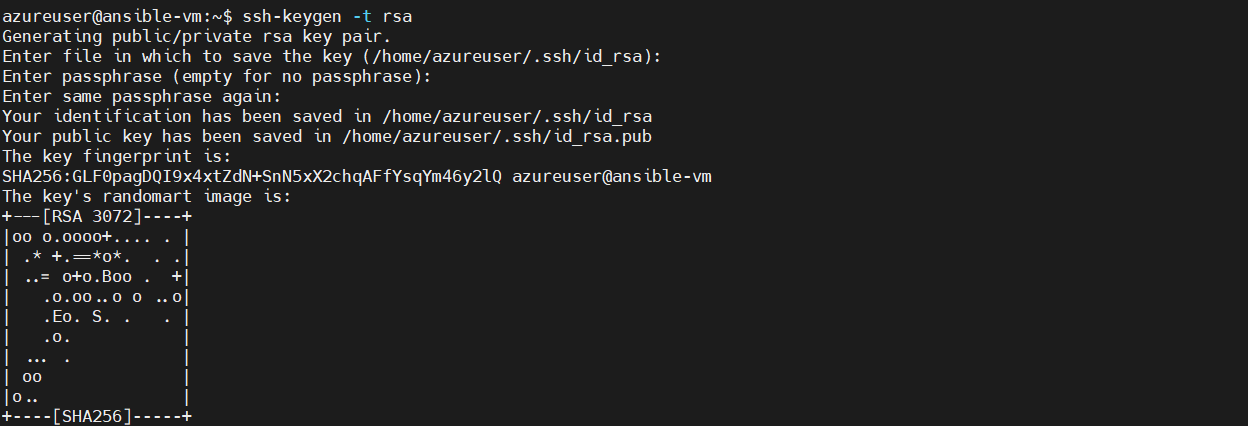 azureuser@ansible-vm:~$ ssh-keygen -t rsa
Generating public/private rsa key pair.
Enter file in which to save the key (/home/azureuser/.ssh/id_rsa):
Enter passphrase (empty for no passphrase):
Enter same passphrase again:
Your identification has been saved in /home/azureuser/.ssh/id_rsa
Your public key has been saved in /home/azureuser/.ssh/id_rsa.pub
The key fingerprint is:
SHA256:GLF0pagDQI9x4xtZdN+SnN5xX2chqAFfYsqYm46y2lQ azureuser@ansible-vm
The key's randomart image is:
+---[RSA 3072]----+
|oo o.oooo+.... . |
| .* +.==*o*.  . .|
| ..= o+o.Boo .  +|
|   .o.oo..o o ..o|
|   .Eo. S. .   . |
|   .o.           |
| ... .           |
| oo              |
|o..              |
+----[SHA256]-----+